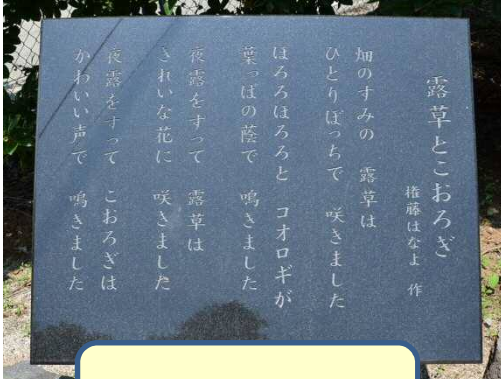 露草とこおろぎ
権藤はなよ 作
畑のすみの 露草は
ひとりぼっちで 咲きました
ほろろほろろと コオロギが
葉っぱの蔭で 鳴きました
夜露をすって 露草は
きれいな花に 咲きました
夜露をすって こおろぎは
かわいい声で 鳴きました